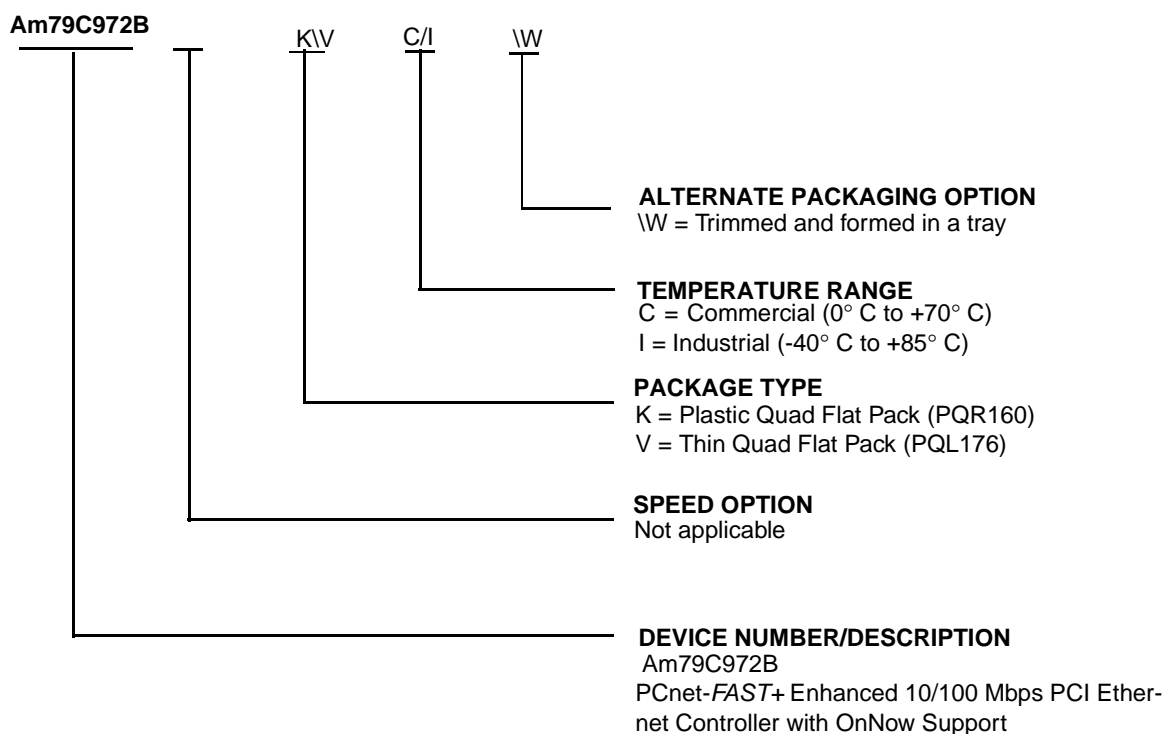 Am79C972B
K\V
C/I
\W
ALTERNATE PACKAGING OPTION
\W = Trimmed and formed in a tray
TEMPERATURE RANGE
C = Commercial (0° C to +70° C)
I = Industrial (-40° C to +85° C)
PACKAGE TYPE
K = Plastic Quad Flat Pack (PQR160)
V = Thin Quad Flat Pack (PQL176)
SPEED OPTION
Not applicable
DEVICE NUMBER/DESCRIPTION
Am79C972B
PCnet-FAST+ Enhanced 10/100 Mbps PCI Ether-
net Controller with OnNow Support